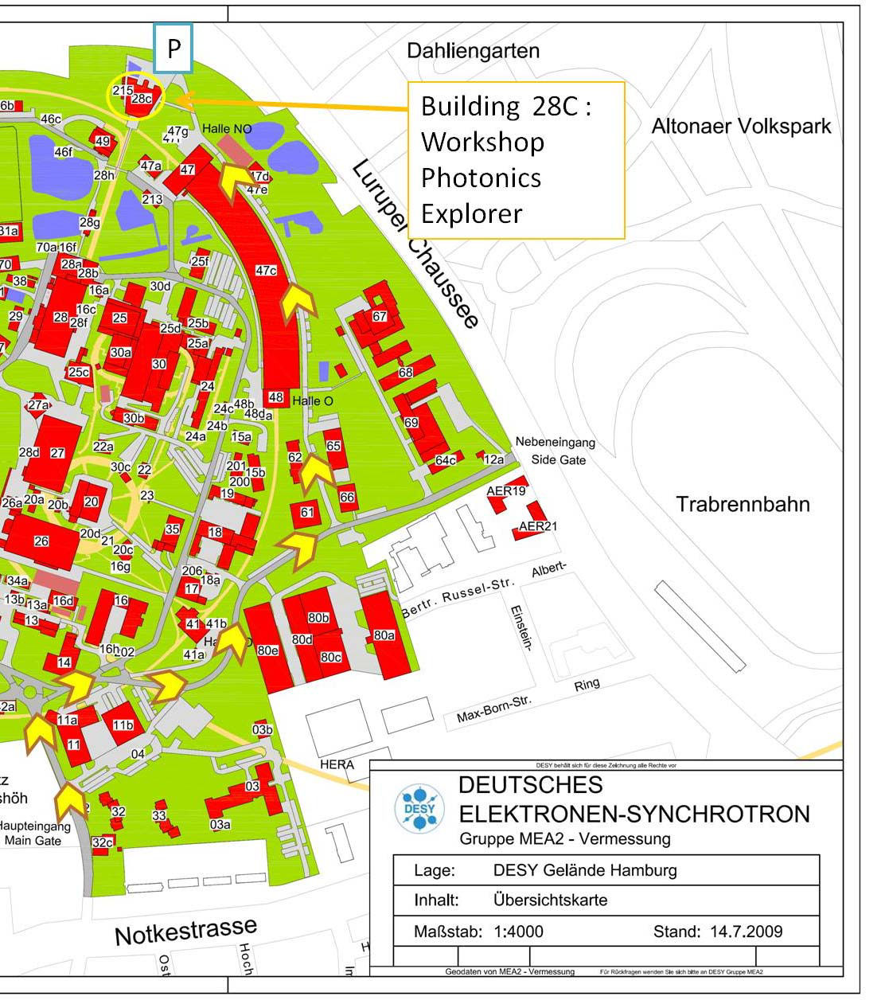 P
Dahliengarten
Building 28C :
Workshop
Photonics
Explorer
Altonaer Volkspark
Luruper Chaussee
215
28c
6b
46c
47g
Halle NO
49
46f
47a
47
47d
47e
28h
213
28g
31a
70a
16f
25f
47c
70
28a
28b
38
30d
16a
29
28
16c
28f
25
25d
25b
67
25a
30a
30
25c
68
24
48
Halle O
27a
24c
48b
30b
69
24b
24a
15a
Nebeneingang
Side Gate
28d
27
22a
65
62
64c
12a
30c
22
201
15b
200
AER19
26a
20a
20b
20
23
19
66
61
Trabrennbahn
AER21
26
20d
21
20c
35
18
16g
206
18a
Albert-
34a
17
Bertr. Russel-Str.
13b
13a
16d
16
13
41
41b
80b
Einstein-
80d
80a
16h
41a
80e
80c
14
Ring
Max-Born-Str.
11a
11b
03b
11
04
HERA
DESY behält sich für diese Zeichnung alle Rechte vor
shöh
03
DEUTSCHES
DESY
ELEKTRONEN-SYNCHROTRON
Haupteingang
Main Gate
32
33
03a
Gruppe MEA2 - Vermessung
32c
Lage: DESY Gelände Hamburg
Inhalt: Übersichtskarte
Maßstab: 1:4000 Stand: 14.7.2009
Notkestrasse
Ost
Hoch
Geodaten von MEA2 - Vermessung Für Rückfragen wenden Sie sich bitte an DESY Gruppe MEA2